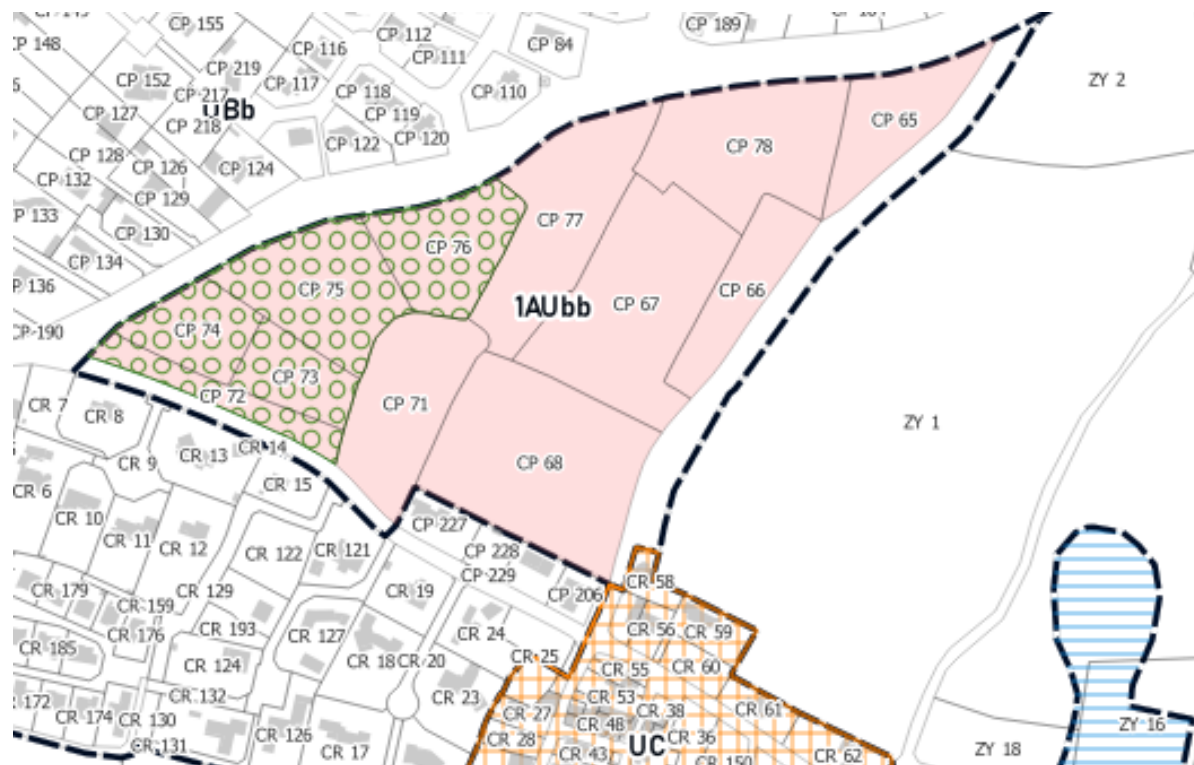 CP 155
CP 112
CP 189
CP 148
CP 116
CP 111
CP 84
CP 219
CP 152
CP 117
ZY 2
CP 217
CP 118
CP 110
UBb
CP 127
CP 119
CP 65
CP 218
CP 120
CP 122
CP 78
CP 128
CP 126
CP 124
CP 132
CP 129
CP 133
CP 77
CP 130
CP 76
CP 134
CP 136
CP 75
CP 66
1AUbb
CP 67
CP 190
CP 74
CP 73
CP 72
CR 7
CR 8
CP 71
ZY 1
CR 13
CR 14
CR 9
CP 68
CR 15
CR 6
CR 10
CP 227
CR 11
CR 12
CR 122
CR 121
CP 228
CP 229
CR 58
CR 179
CR 129
CR 19
CP 206
CR 159
CR 193
CR 176
CR 127
CR 24
CR 56
CR 59
CR 185
CR 124
CR 18
CR 20
CR 25
CR 55
CR 60
CR 132
CR 23
CR 53
172
CR 174
CR 130
CR 27
CR 38
CR 61
CR 48
ZY 16
CR 126
CR 28
CR 36
UC
CR 131
CR 17
CR 43
CR 150
CR 62
ZY 18